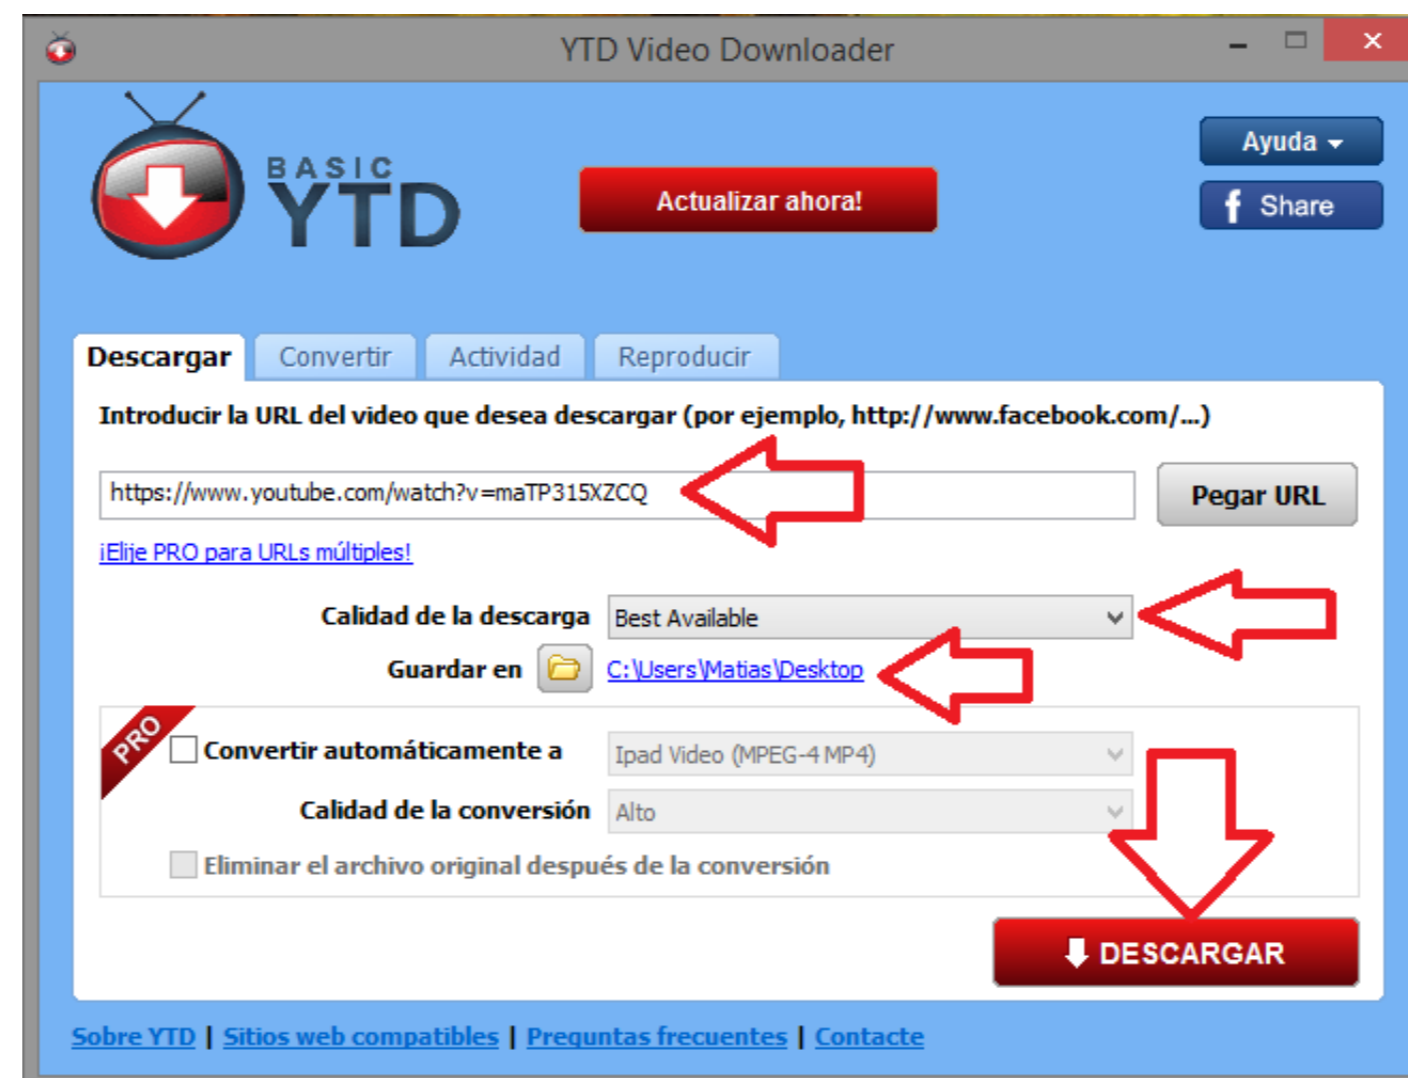 YTD Video Downloader
BASIC
YTD
Actualizar ahora!
Ayuda
f Share
Descargar Convertir Actividad Reproducir
Introducir la URL del video que desea descargar (por ejemplo, http://www.facebook.com/...)
https://www.youtube.com/watch?v=maTP315XZCQ
Pegar URL
¡Elije PRO para URLs múltiples!
Calidad de la descarga Best Available
Guardar en C:\Users\Matias\Desktop
PRO
Convertir automáticamente a Ipad Video (MPEG-4 MP4)
Calidad de la conversión Alto
Eliminar el archivo original después de la conversión
DESCARGAR
Sobre YTD | Sitios web compatibles | Preguntas frecuentes | Contacte